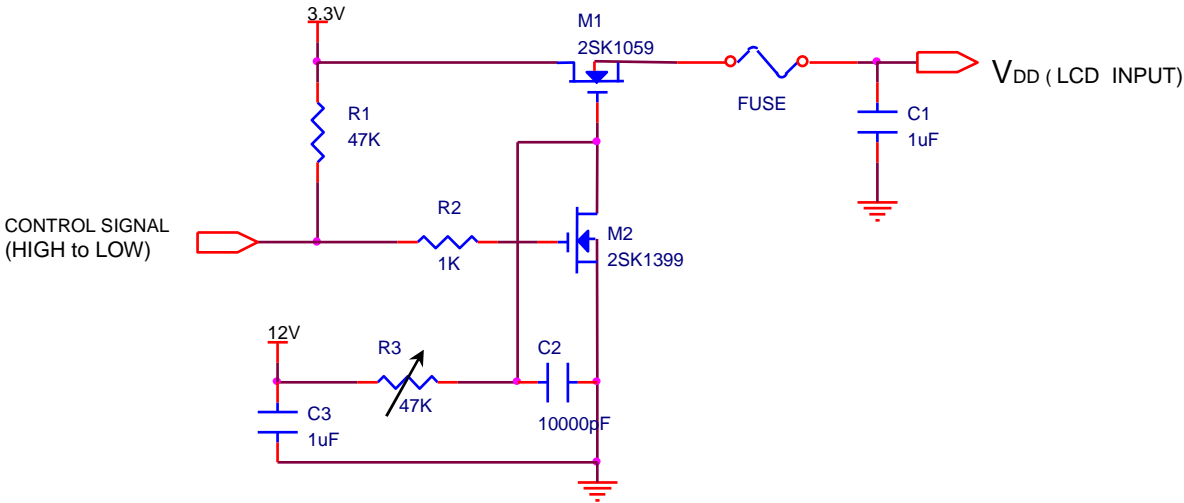 3.3V
M1
2SK1059
VDD ( LCD INPUT)
FUSE
R1
47K
C1
1uF
CONTROL SIGNAL
(HIGH to LOW)
R2
1K
M2
2SK1399
12V
R3
47K
C2
10000pF
C3
1uF